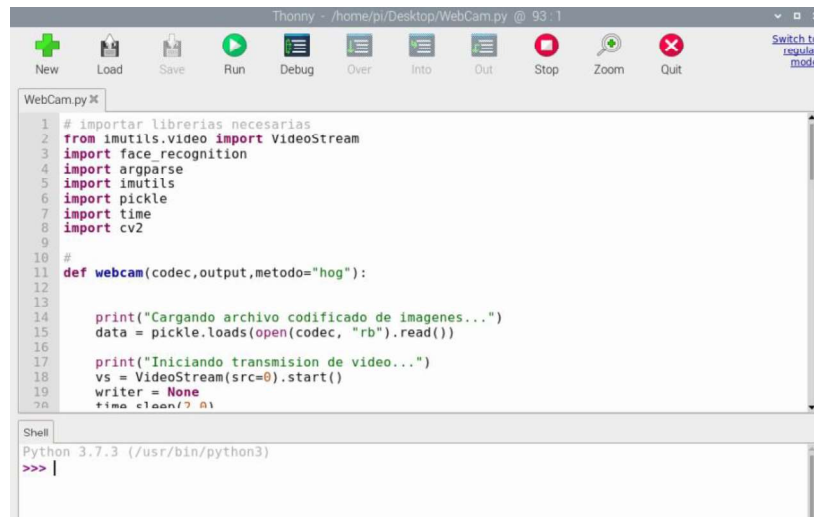 Thonny - /home/pi/Desktop/WebCam.py @ 93 : 1
New Load Save Run Debug Over Into Out Stop Zoom Quit
Switch to
regular
mode
WebCam.py
1 # importar librerias necesarias
2 from imutils.video import VideoStream
3 import face_recognition
4 import argparse
5 import imutils
6 import pickle
7 import time
8 import cv2
9
10 #
11 def webcam(codec,output,metodo="hog"):
12
13
14     print("Cargando archivo codificado de imagenes...")
15     data = pickle.loads(open(codec, "rb").read())
16
17     print("Iniciando transmision de video...")
18     vs = VideoStream(src=0).start()
19     writer = None
20     time.sleep(2.0)
Shell
Python 3.7.3 (/usr/bin/python3)
>>>